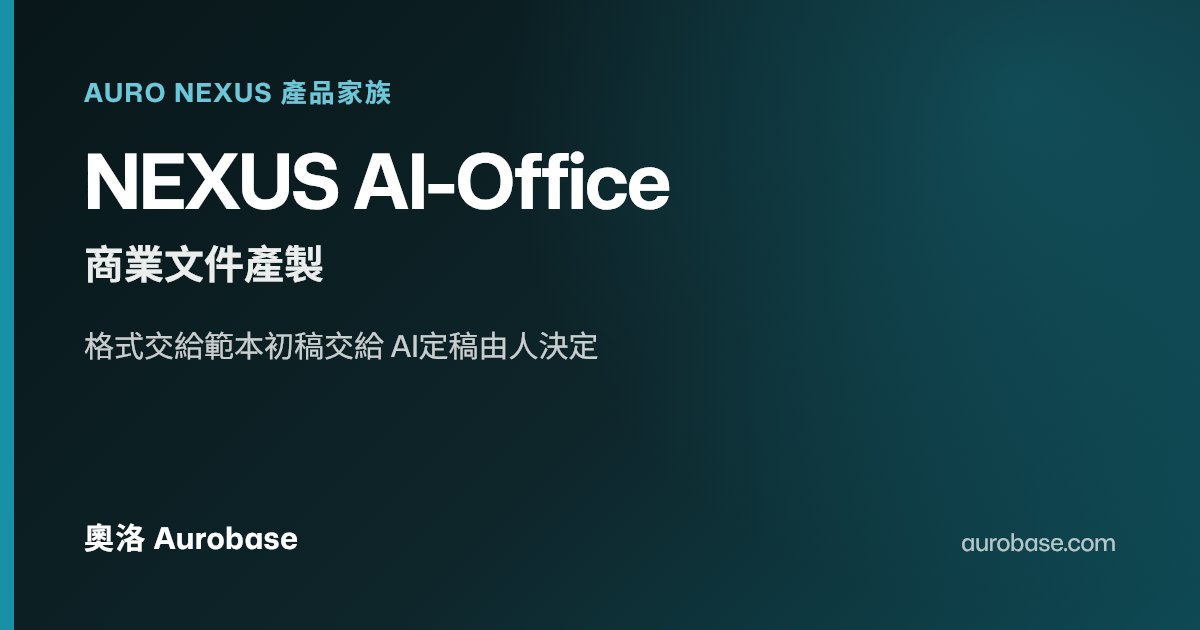 AURO NEXUS 產品家族
NEXUS AI-Office
商業文件產製
格式交給範本初稿交給 AI定稿由人決定
奧洛 Aurobase
aurobase.com